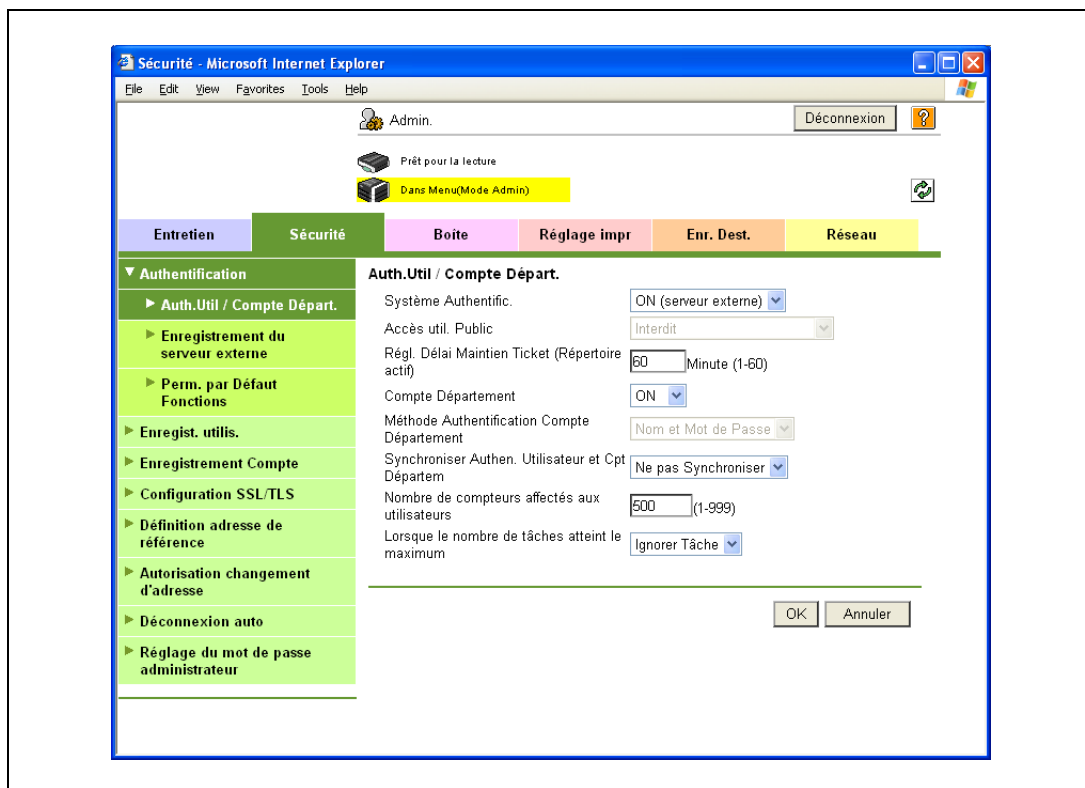 Sécurité - Microsoft Internet Explorer
File Edit View Favorites Tools Help
Admin.
Déconnexion
?
Prêt pour la lecture
Dans Menu(Mode Admin)
Entretien
Sécurité
Boîte
Réglage impr
Enr. Dest.
Réseau
Authentification
Auth.Util / Compte Départ.
Enregistrement du
serveur externe
Perm. par Défaut
Fonctions
Enregist. utilis.
Enregistrement Compte
Configuration SSL/TLS
Définition adresse de
référence
Autorisation changement
d'adresse
Déconnexion auto
Réglage du mot de passe
administrateur
Auth.Util / Compte Départ.
Système Authentific.
ON (serveur externe)
Accès util. Public
Interdit
Régl. Délai Maintien Ticket (Répertoire
actif)
60 Minute (1-60)
Compte Département
ON
Méthode Authentification Compte
Département
Nom et Mot de Passe
Synchroniser Authen. Utilisateur et Cpt
Départem
Ne pas Synchroniser
Nombre de compteurs affectés aux
utilisateurs
500 (1-999)
Lorsque le nombre de tâches atteint le
maximum
Ignorer Tâche
OK
Annuler